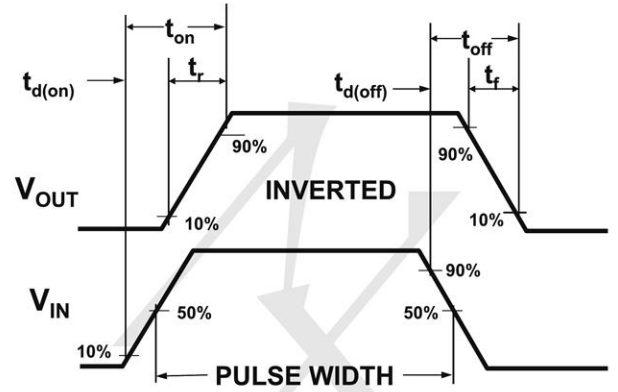 t_on
t_off
t_d(on)
t_r
t_d(off)
t_f
90%
90%
V_OUT
INVERTED
10%
10%
90%
V_IN
50%
50%
10%
PULSE WIDTH